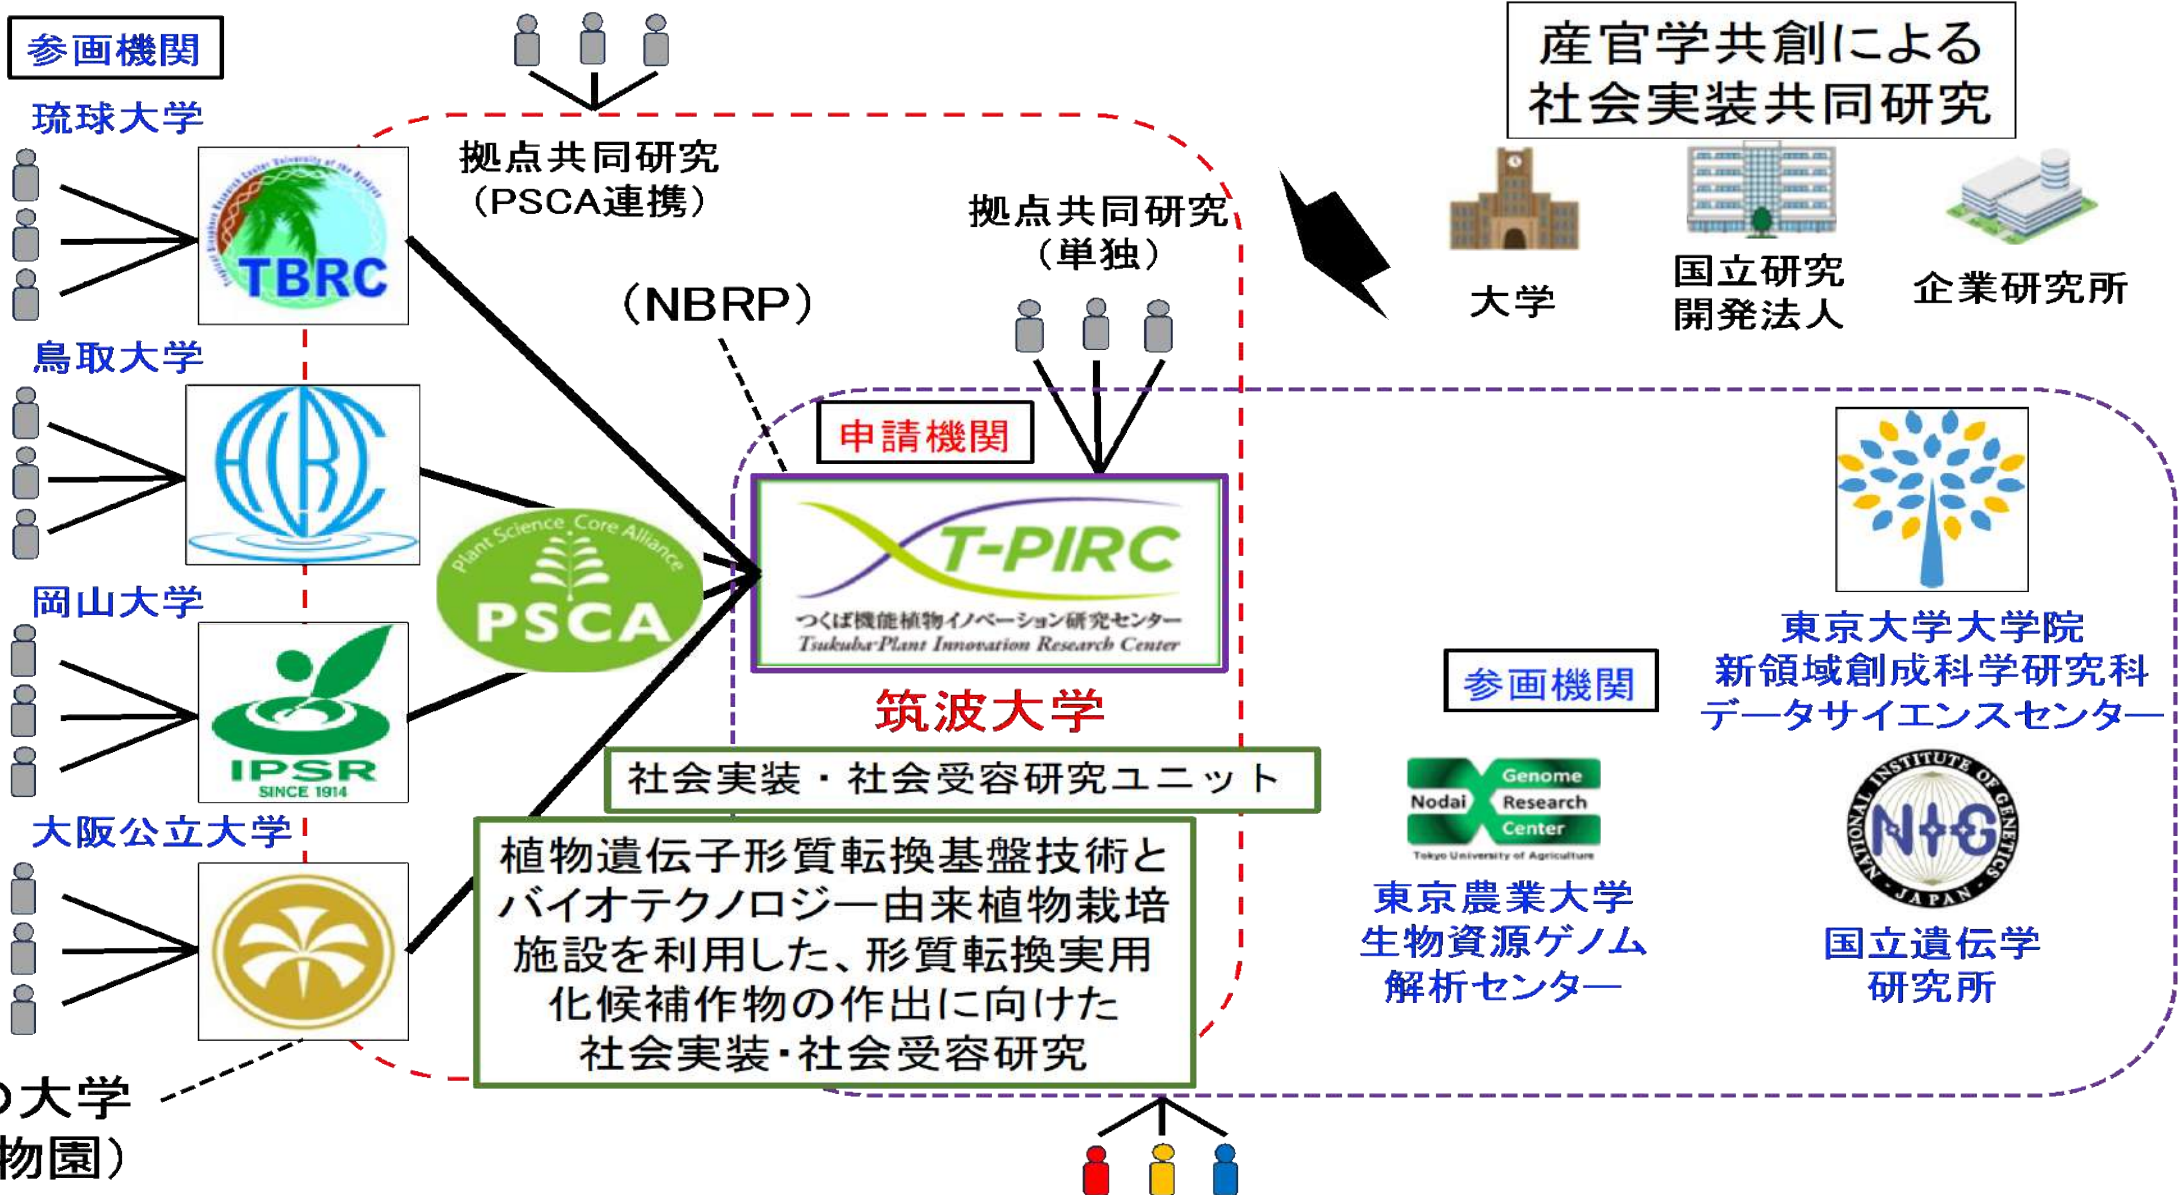 参画機関
琉球大学
TBRC
鳥取大学
岡山大学
IPSR
SINCE 1914
大阪公立大学
の大学
物園）
拠点共同研究
（PSCA連携）
（NBRP）
拠点共同研究
（単独）
Plant Science Core Alliance
PSCA
申請機関
T-PIRC
つくば機能植物イノベーション研究センター
Tsukuba-Plant Innovation Research Center
筑波大学
社会実装・社会受容研究ユニット
植物遺伝子形質転換基盤技術と
バイオテクノロジー由来植物栽培
施設を利用した、形質転換実用
化候補作物の作出に向けた
社会実装・社会受容研究
産官学共創による
社会実装共同研究
大学
国立研究
開発法人
企業研究所
参画機関
東京大学大学院
新領域創成科学研究科
データサイエンスセンター
Genome
Nodai Research
Center
Tokyo University of Agriculture
東京農業大学
生物資源ゲノム
解析センター
NATIONAL INSTITUTE OF GENETICS
NIG
JAPAN
国立遺伝学
研究所